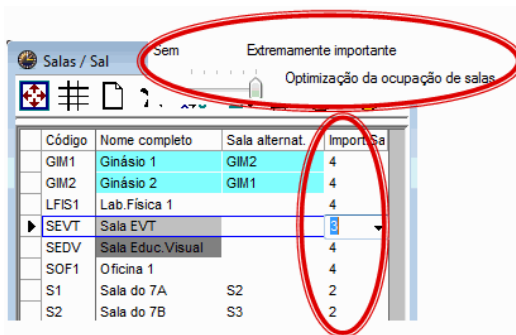 Sem Extremamente importante
Optimização da ocupação de salas
Salas / Sal
Código Nome completo Sala alternat. Import.Sa
GIM1 Ginásio 1 GIM2 4
GIM2 Ginásio 2 GIM1 4
LFIS1 Lab.Física 1 4
SEVT Sala EVT 3
SEDV Sala Educ.Visual 4
SOF1 Oficina 1 4
S1 Sala do 7A S2 2
S2 Sala do 7B S3 2